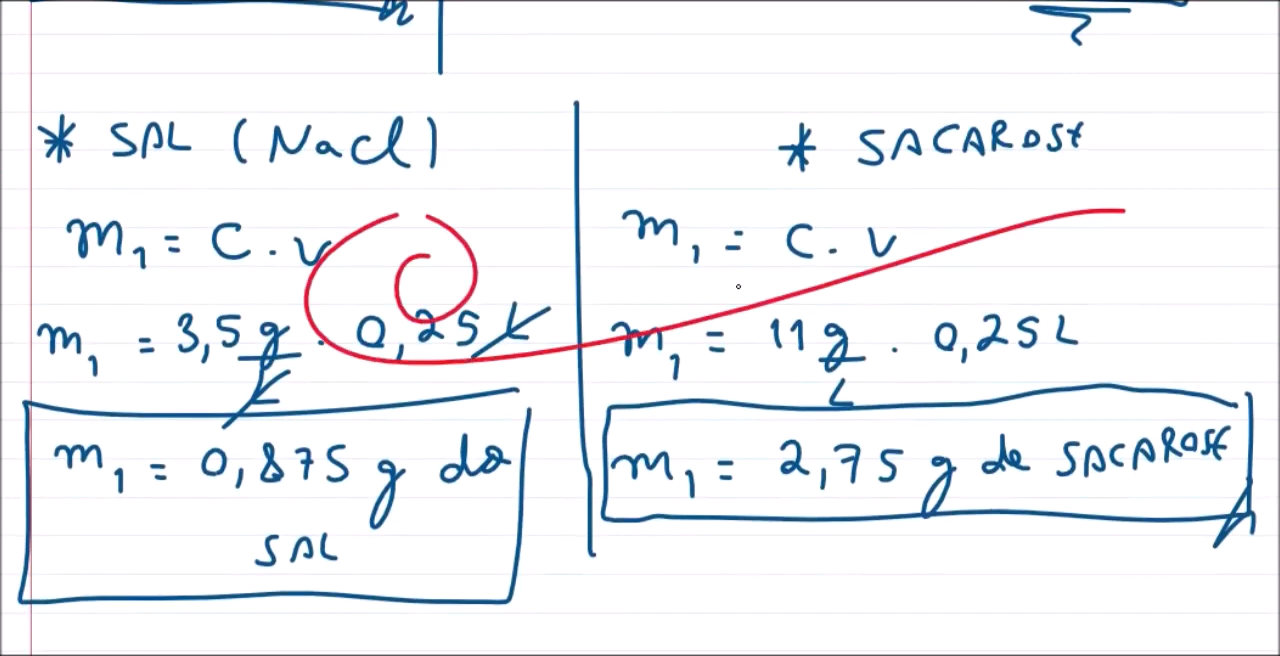 * SAL (NaCl)
m₁ = C . V
m₁ = 3,5 g/L . 0,25 L
m₁ = 0,875 g do
SAL
* SACAROSE
m₁ = C . V
m₁ = 11 g/L . 0,25 L
m₁ = 2,75 g de SACAROSE